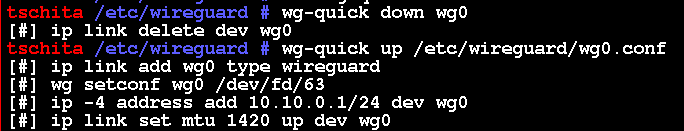 tschita /etc/wireguard # wg-quick down wg0
[#] ip link delete dev wg0
tschita /etc/wireguard # wg-quick up /etc/wireguard/wg0.conf
[#] ip link add wg0 type wireguard
[#] wg setconf wg0 /dev/fd/63
[#] ip -4 address add 10.10.0.1/24 dev wg0
[#] ip link set mtu 1420 up dev wg0